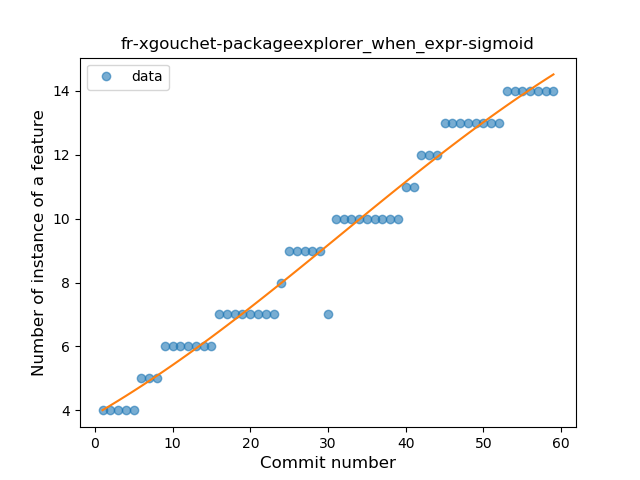 fr-xgouchet-packageexplorer_when_expr-sigmoid
data
Number of instance of a feature
14
12
10
8
6
4
0 10 20 30 40 50 60
Commit number